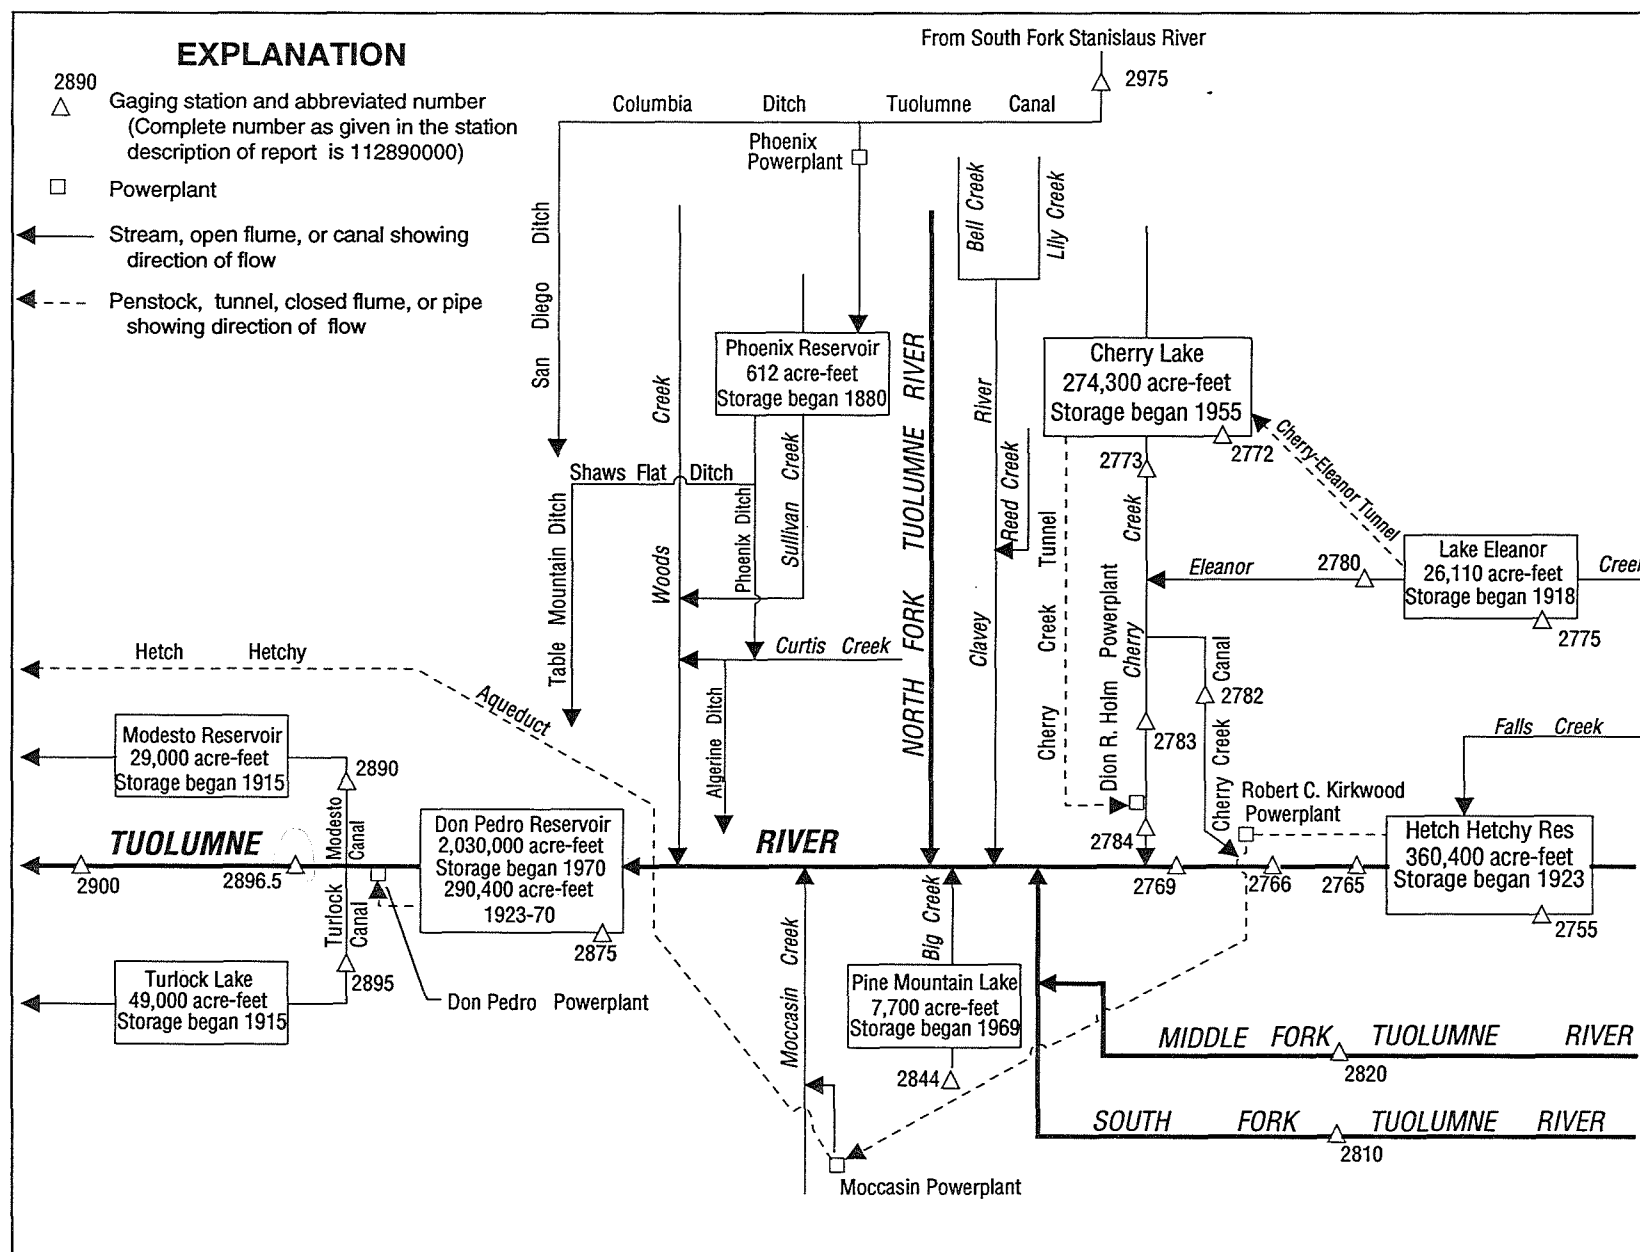 EXPLANATION
2890
Gaging station and abbreviated number
(Complete number as given in the station
description of report is 112890000)
Powerplant
Stream, open flume, or canal showing
direction of flow
Penstock, tunnel, closed flume, or pipe
showing direction of flow
From South Fork Stanislaus River
2975
Columbia Ditch Tuolumne Canal
Phoenix
Powerplant
San Diego Ditch
Bell Creek
Lily Creek
Phoenix Reservoir
612 acre-feet
Storage began 1880
Cherry Lake
274,300 acre-feet
Storage began 1955
2772
2773
Cherry-Eleanor Tunnel
Lake Eleanor
26,110 acre-feet
Storage began 1918
2775
2780
Eleanor
Creek
Shaws Flat Ditch
Table Mountain Ditch
Woods Creek
Phoenix Ditch
Sullivan Creek
Curtis Creek
Algerine Ditch
NORTH FORK TUOLUMNE RIVER
Clavey River
Reed Creek
Cherry Creek Tunnel
Dion R. Holm Powerplant
Cherry Creek
2782
2783
2784
Cherry Creek Canal
Falls Creek
Robert C. Kirkwood
Powerplant
Hetch Hetchy Res
360,400 acre-feet
Storage began 1923
2755
Hetch Hetchy
Aqueduct
Modesto Reservoir
29,000 acre-feet
Storage began 1915
2890
Modesto
Canal
TUOLUMNE RIVER
2900
2896.5
Don Pedro Reservoir
2,030,000 acre-feet
Storage began 1970
290,400 acre-feet
1923-70
2875
2769
2766
2765
Turlock
Canal
2895
Turlock Lake
49,000 acre-feet
Storage began 1915
Don Pedro Powerplant
Moccasin Creek
Big Creek
Pine Mountain Lake
7,700 acre-feet
Storage began 1969
2844
MIDDLE FORK TUOLUMNE RIVER
2820
SOUTH FORK TUOLUMNE RIVER
2810
Moccasin Powerplant